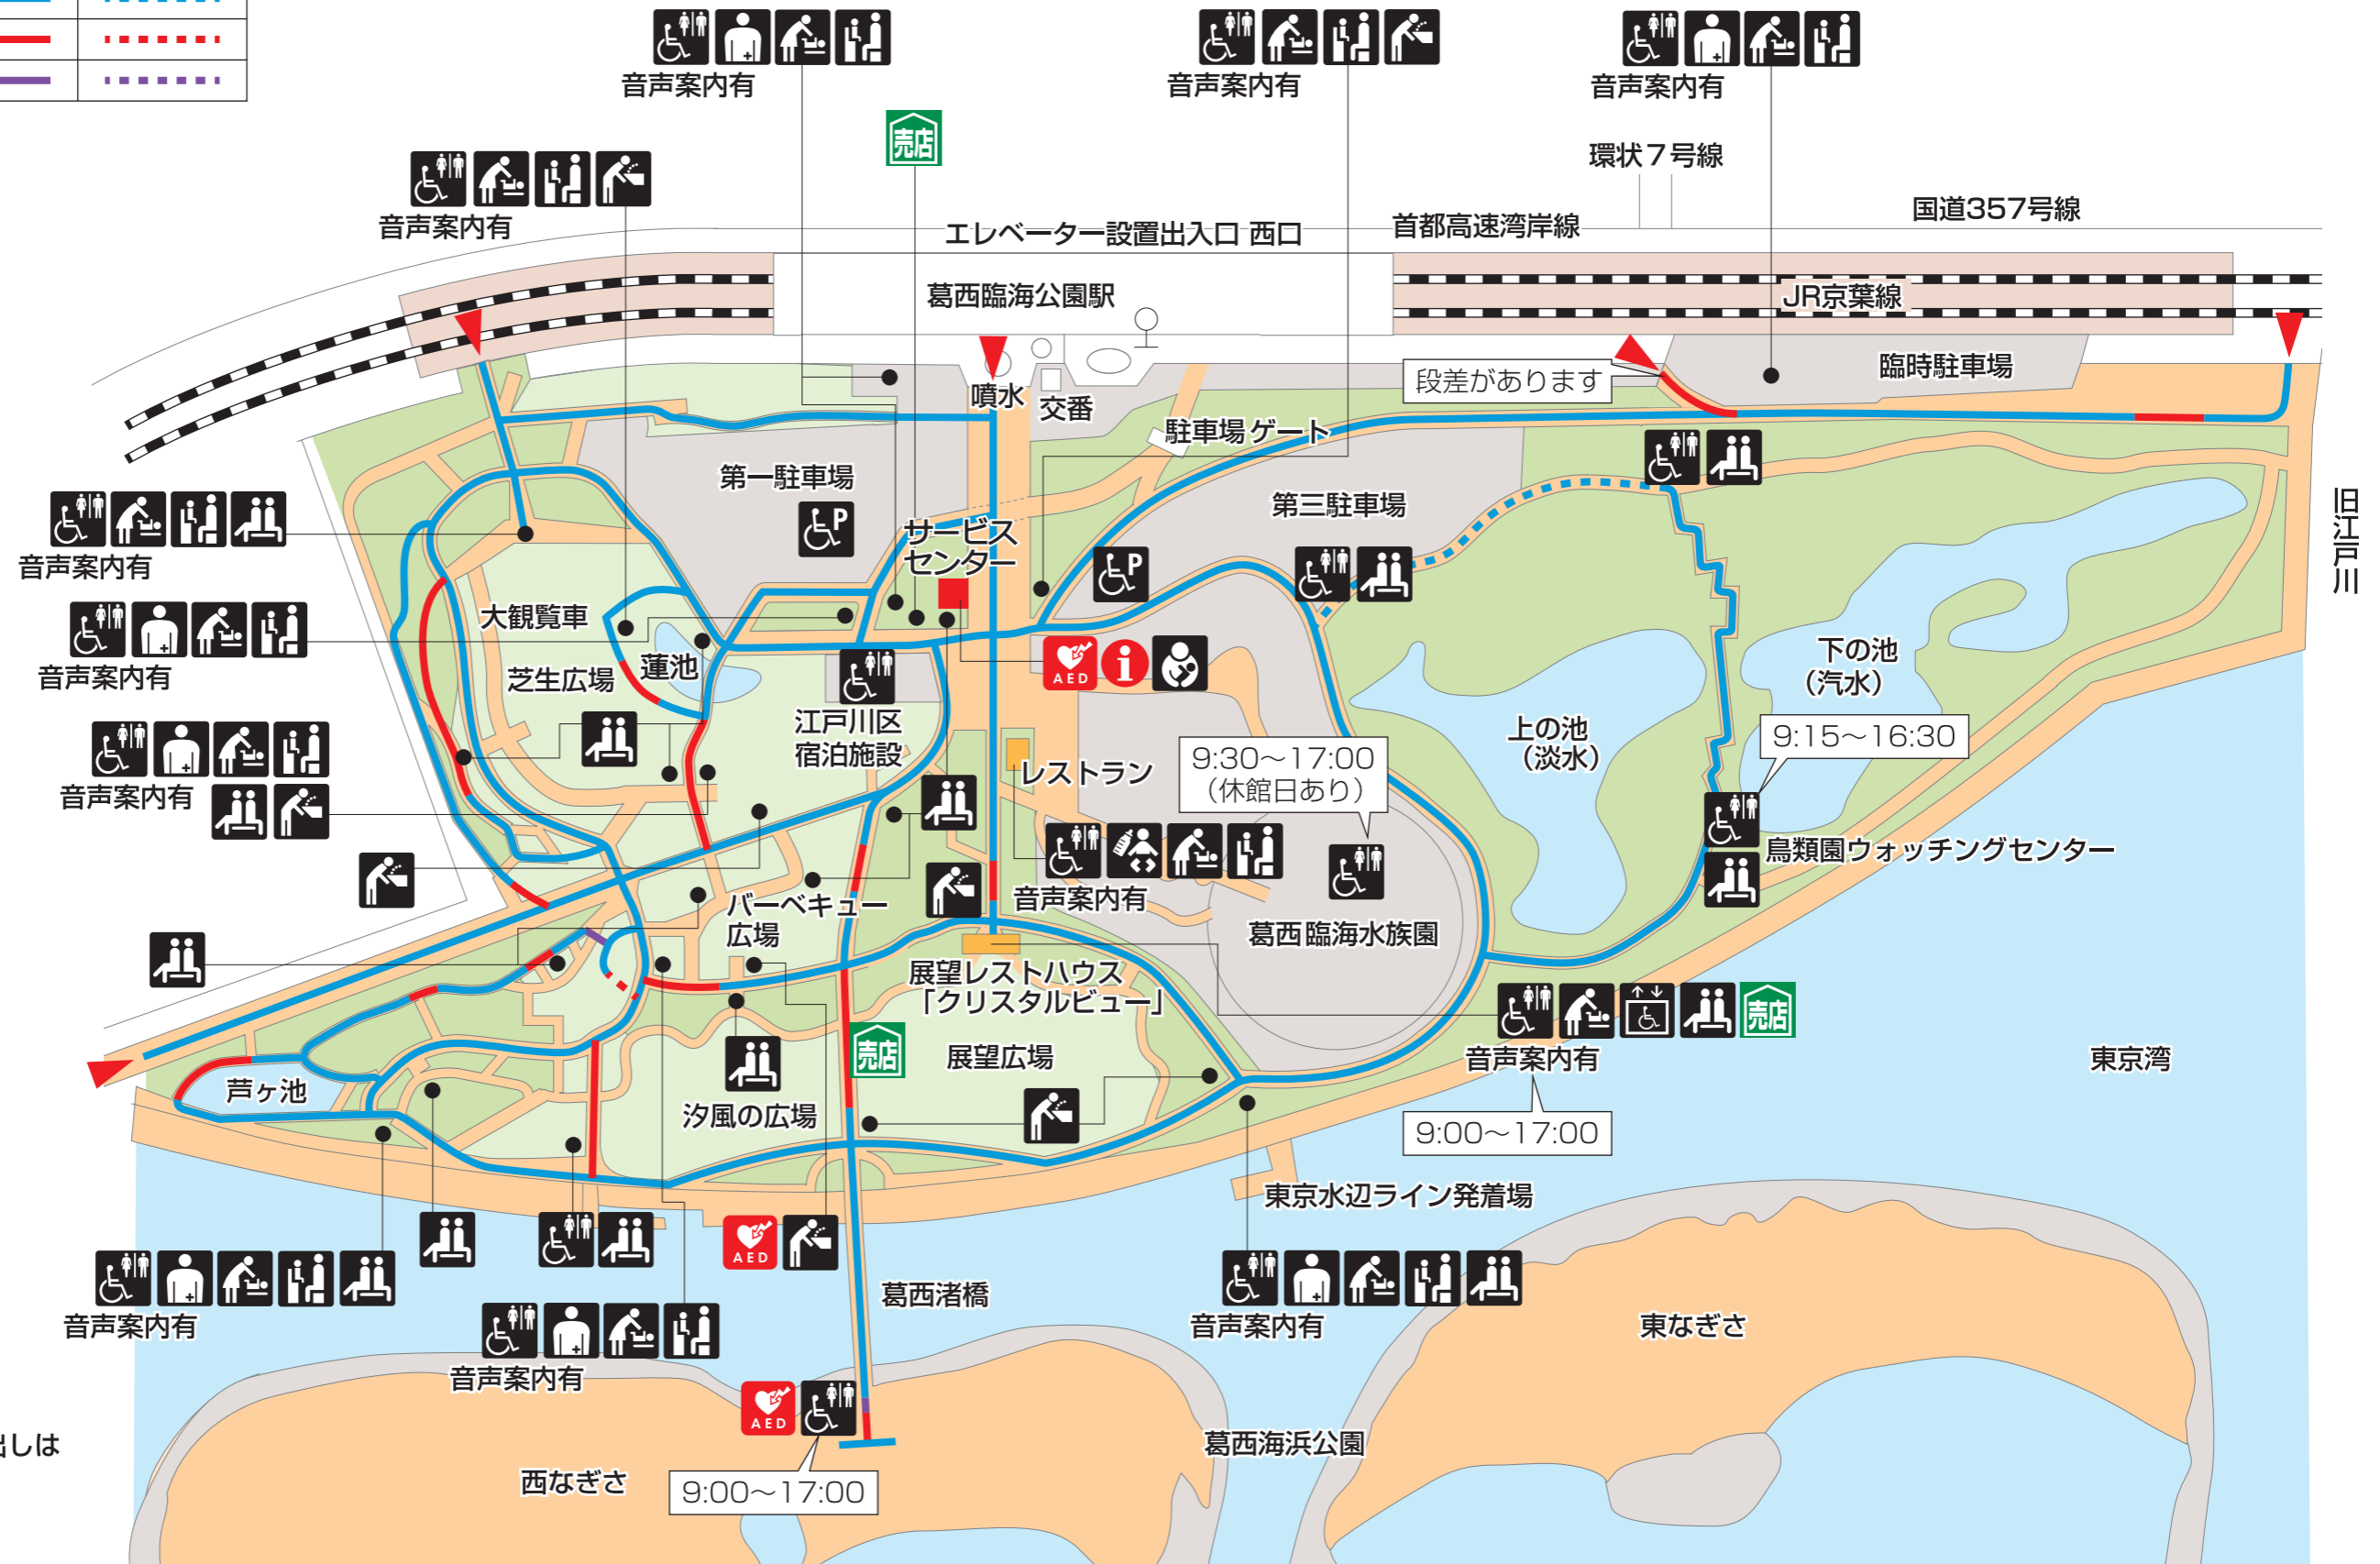 音声案内有
音声案内有
音声案内有
売店
環状７号線
音声案内有
国道357号線
首都高速湾岸線
エレベーター設置出入口 西口
葛西臨海公園駅
JR京葉線
臨時駐車場
段差があります
噴水
交番
駐車場 ゲート
第一駐車場
P
第三駐車場
旧江戸川
サービス
センター
P
音声案内有
大観覧車
下の池
（汽水）
蓮池
芝生広場
AED
i
音声案内有
江戸川区
宿泊施設
上の池
（淡水）
9:15〜16:30
9:30〜17:00
（休館日あり）
レストラン
音声案内有
鳥類園ウォッチングセンター
音声案内有
バーベキュー
広場
葛西臨海水族園
展望レストハウス
「クリスタルビュー」
売店
売店
展望広場
音声案内有
東京湾
芦ヶ池
汐風の広場
9:00〜17:00
東京水辺ライン発着場
AED
葛西渚橋
音声案内有
音声案内有
東なぎさ
音声案内有
AED
出しは
葛西海浜公園
西なぎさ
9:00〜17:00